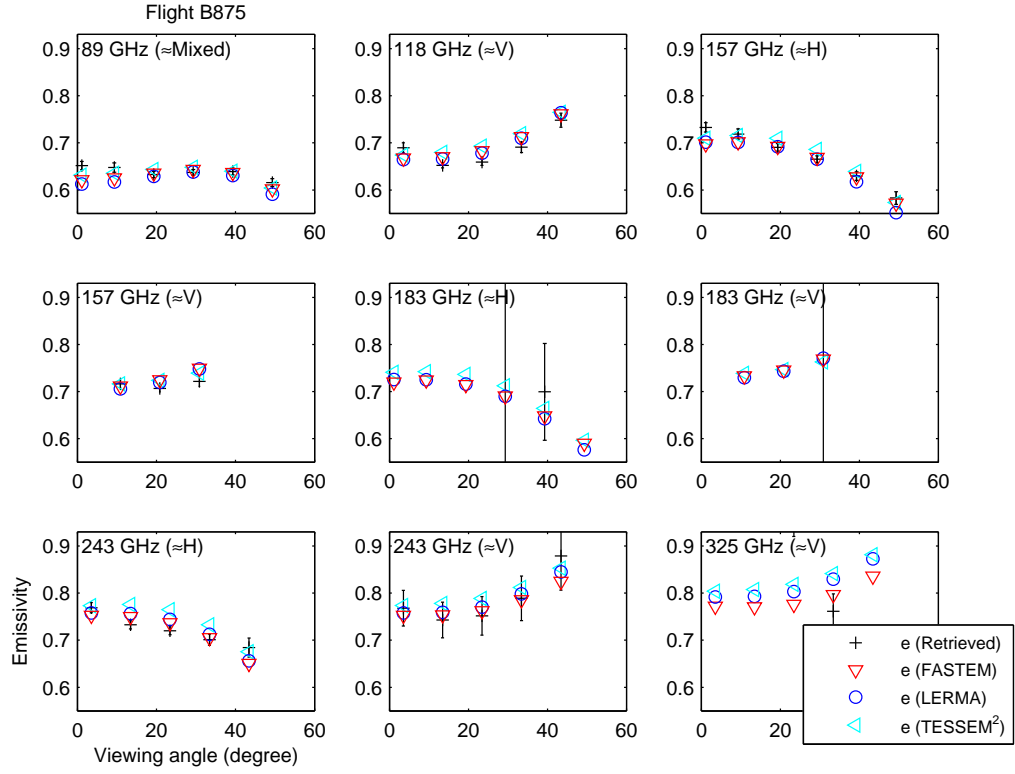 Flight B875
89 GHz (≈Mixed)
118 GHz (≈V)
157 GHz (≈H)
0.9
0.8
0.7
0.6
0.9
0.8
0.7
0.6
0.9
0.8
0.7
0.6
0 20 40 60
0 20 40 60
0 20 40 60
157 GHz (≈V)
183 GHz (≈H)
183 GHz (≈V)
0.9
0.8
0.7
0.6
0.9
0.8
0.7
0.6
0.9
0.8
0.7
0.6
0 20 40 60
0 20 40 60
0 20 40 60
243 GHz (≈H)
243 GHz (≈V)
325 GHz (≈V)
0.9
0.8
0.7
0.6
0.9
0.8
0.7
0.6
0.9
0.8
0.7
0.6
0 20 40 60
0 20 40 60
0
Emissivity
Viewing angle (degree)
e (Retrieved)
e (FASTEM)
e (LERMA)
e (TESSEM²)